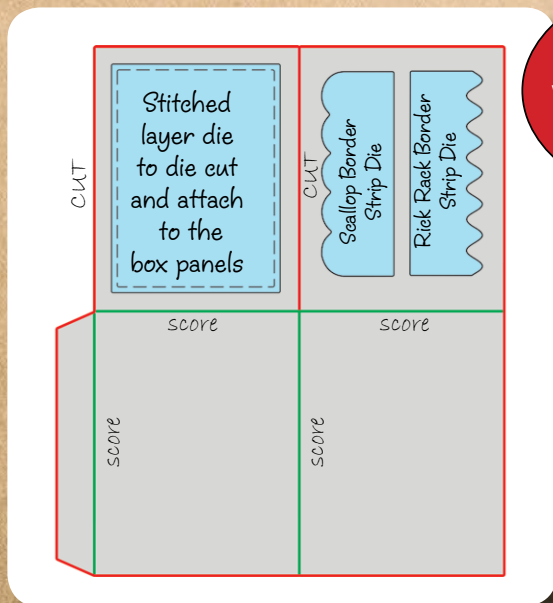 Stitched
layer die
to die cut
and attach
to the
box panels
CUT
CUT
Scallop Border
Strip Die
Rick Rack Border
Strip Die
score
score
score
score